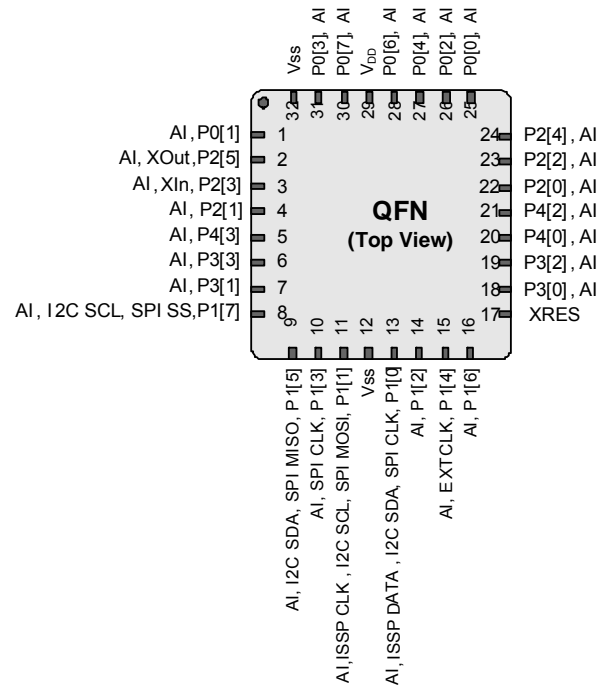 Vss
P0[3], AI
P0[7], AI
VDD
P0[6], AI
P0[4], AI
P0[2], AI
P0[0], AI
32
31
30
29
28
27
26
25
AI, P0[1] 1
AI, XOut, P2[5] 2
AI, XIn, P2[3] 3
AI, P2[1] 4
AI, P4[3] 5
AI, P3[3] 6
AI, P3[1] 7
AI, I2C SCL, SPI SS, P1[7] 8
QFN
(Top View)
24 P2[4], AI
23 P2[2], AI
22 P2[0], AI
21 P4[2], AI
20 P4[0], AI
19 P3[2], AI
18 P3[0], AI
17 XRES
9
10
11
12
13
14
15
16
AI, I2C SDA, SPI MISO, P1[5]
AI, SPI CLK, P1[3]
AI, ISSP CLK, I2C SCL, SPI MOSI, P1[1]
Vss
AI, ISSP DATA, I2C SDA, SPI CLK, P1[0]
AI, P1[2]
AI, EXTCLK, P1[4]
AI, P1[6]